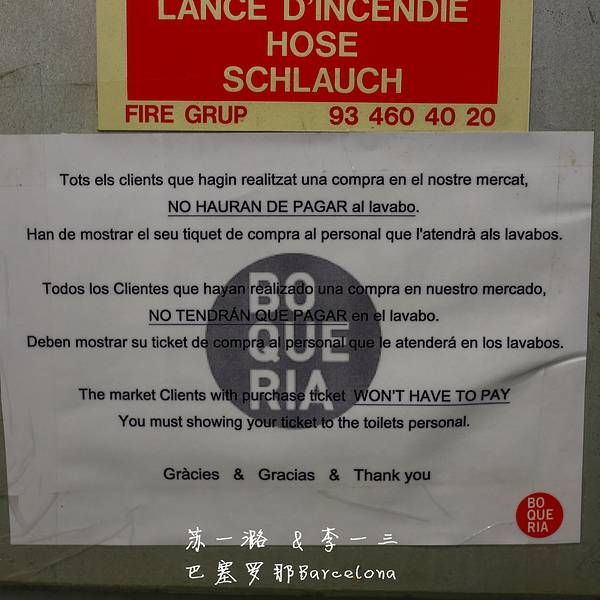 LANCE D'INCENDIE
HOSE
SCHLAUCH
FIRE GRUP 93 460 40 20
Tots els clients que hagin realitzat una compra en el nostre mercat,
NO HAURAN DE PAGAR al lavabo.
Han de mostrar el seu tiquet de compra al personal que l'atendrà als lavabos.
Todos los Clientes que hayan realizado una compra en nuestro mercado,
NO TENDRÁN QUE PAGAR en el lavabo.
Deben mostrar su ticket de compra al personal que le atenderá en los lavabos.
The market Clients with purchase ticket WON'T HAVE TO PAY
You must showing your ticket to the toilets personal.
Gràcies & Gracias & Thank you
BO
QUE
RIA
BO
QUE
RIA
苏一潞 & 李一三
巴塞罗那Barcelona